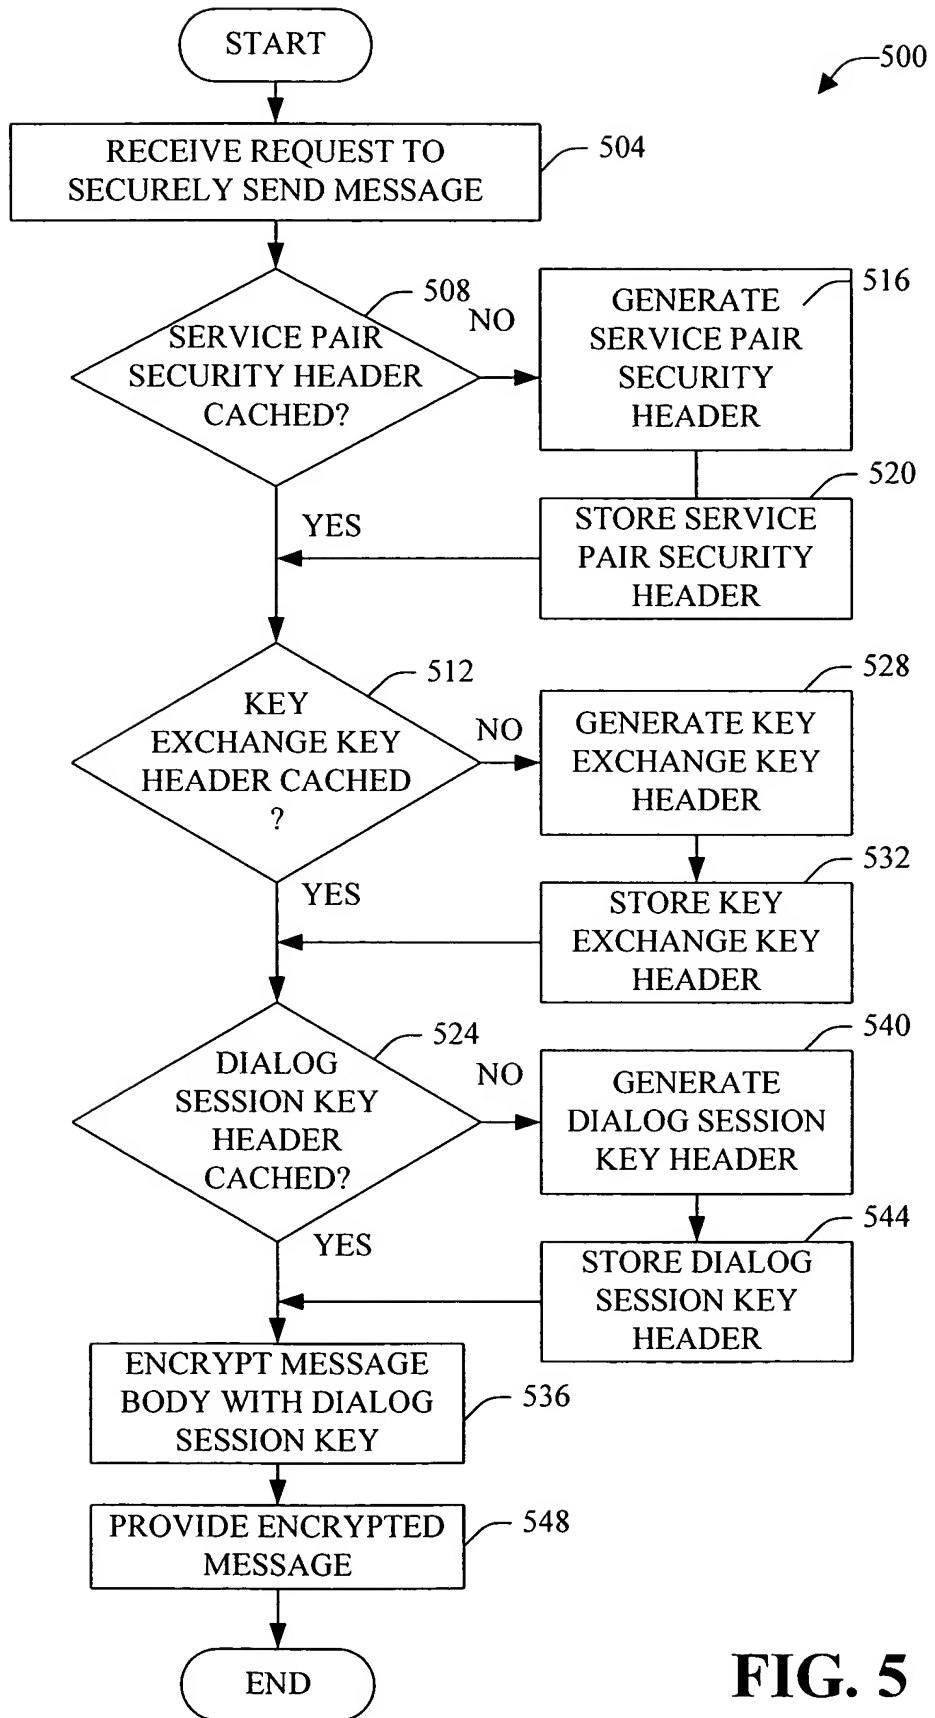 START
500
RECEIVE REQUEST TO
SECURELY SEND MESSAGE
504
508
SERVICE PAIR
SECURITY HEADER
CACHED?
NO
516
GENERATE
SERVICE PAIR
SECURITY
HEADER
520
YES
STORE SERVICE
PAIR SECURITY
HEADER
512
KEY
EXCHANGE KEY
HEADER CACHED
?
NO
528
GENERATE KEY
EXCHANGE KEY
HEADER
532
YES
STORE KEY
EXCHANGE KEY
HEADER
524
DIALOG
SESSION KEY
HEADER
CACHED?
NO
540
GENERATE
DIALOG SESSION
KEY HEADER
544
YES
STORE DIALOG
SESSION KEY
HEADER
ENCRYPT MESSAGE
BODY WITH DIALOG
SESSION KEY
536
PROVIDE ENCRYPTED
MESSAGE
548
END
FIG. 5